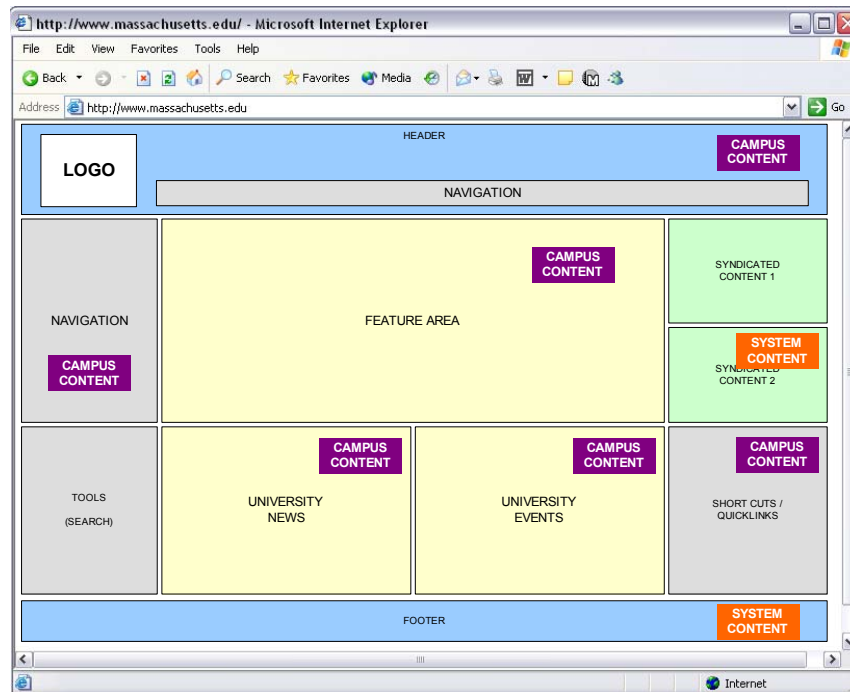 http://www.massachusetts.edu/ - Microsoft Internet Explorer
File Edit View Favorites Tools Help
Back Search Favorites Media
Address http://www.massachusetts.edu Go
HEADER
LOGO
CAMPUS
CONTENT
NAVIGATION
NAVIGATION
CAMPUS
CONTENT
CAMPUS
CONTENT
FEATURE AREA
SYNDICATED
CONTENT 1
SYSTEM
CONTENT
SYNDICATED
CONTENT 2
TOOLS
(SEARCH)
CAMPUS
CONTENT
UNIVERSITY
NEWS
CAMPUS
CONTENT
UNIVERSITY
EVENTS
CAMPUS
CONTENT
SHORT CUTS /
QUICKLINKS
FOOTER
SYSTEM
CONTENT
Internet